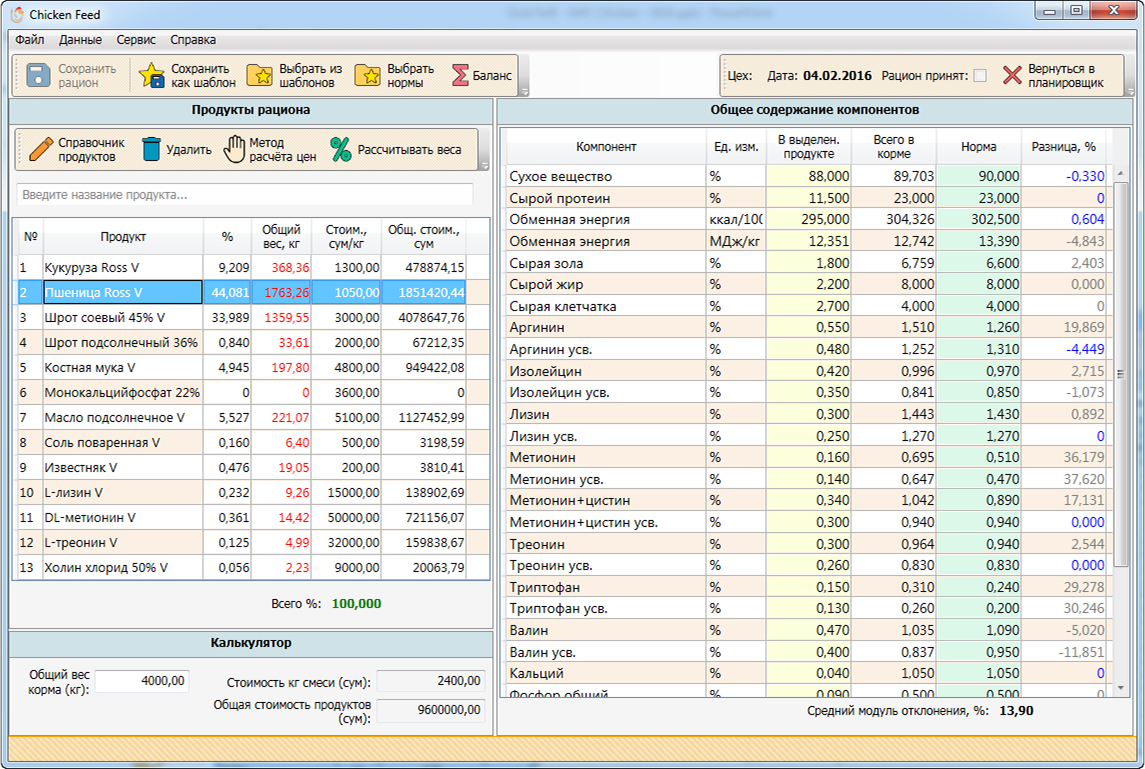 Chicken Feed
Файл Данные Сервис Справка
Сохранить рацион
Сохранить как шаблон
Выбрать из шаблонов
Выбрать нормы
Баланс
Цех: Дата: 04.02.2016 Рацион принят:
Вернуться в планировщик
Продукты рациона
Справочник продуктов
Удалить
Метод расчёта цен
Рассчитывать веса
Введите название продукта...
№ Продукт % Общий вес, кг Стоим., сум/кг Общ. стоим., сум
1 Кукуруза Ross V 9,209 368,36 1300,00 478874,15
2 Пшеница Ross V 44,081 1763,26 1050,00 1851420,44
3 Шрот соевый 45% V 33,989 1359,55 3000,00 4078647,76
4 Шрот подсолнечный 36% 0,840 33,61 2000,00 67212,35
5 Костная мука V 4,945 197,80 4800,00 949422,08
6 Монокальцийфосфат 22% 0 0 3600,00 0
7 Масло подсолнечное V 5,527 221,07 5100,00 1127452,99
8 Соль поваренная V 0,160 6,40 500,00 3198,59
9 Известняк V 0,476 19,05 200,00 3810,41
10 L-лизин V 0,232 9,26 15000,00 138902,69
11 DL-метионин V 0,361 14,42 50000,00 721156,07
12 L-треонин V 0,125 4,99 32000,00 159838,67
13 Холин хлорид 50% V 0,056 2,23 9000,00 20063,79
Всего %: 100,000
Калькулятор
Общий вес корма (кг): 4000,00
Стоимость кг смеси (сум): 2400,00
Общая стоимость продуктов (сум): 9600000,00
Общее содержание компонентов
Компонент Ед. изм. В выделен. продукте Всего в корме Норма Разница, %
Сухое вещество % 88,000 89,703 90,000 -0,330
Сырой протеин % 11,500 23,000 23,000 0
Обменная энергия ккал/100 295,000 304,326 302,500 0,604
Обменная энергия МДж/кг 12,351 12,742 13,390 -4,843
Сырая зола % 1,800 6,759 6,600 2,403
Сырой жир % 2,200 8,000 8,000 0,000
Сырая клетчатка % 2,700 4,000 4,000 0
Аргинин % 0,550 1,510 1,260 19,869
Аргинин усв. % 0,480 1,252 1,310 -4,449
Изолейцин % 0,420 0,996 0,970 2,715
Изолейцин усв. % 0,350 0,841 0,850 -1,073
Лизин % 0,300 1,443 1,430 0,892
Лизин усв. % 0,250 1,270 1,270 0
Метионин % 0,160 0,695 0,510 36,179
Метионин усв. % 0,140 0,647 0,470 37,620
Метионин+цистин % 0,340 1,042 0,890 17,131
Метионин+цистин усв. % 0,300 0,940 0,940 0,000
Треонин % 0,300 0,964 0,940 2,544
Треонин усв. % 0,260 0,830 0,830 0,000
Триптофан % 0,150 0,310 0,240 29,278
Триптофан усв. % 0,130 0,260 0,200 30,246
Валин % 0,470 1,035 1,090 -5,020
Валин усв. % 0,400 0,837 0,950 -11,851
Кальций % 0,040 1,050 1,050 0
Фосфор общий % 0,090 0,500 0,500 0
Средний модуль отклонения, %: 13,90